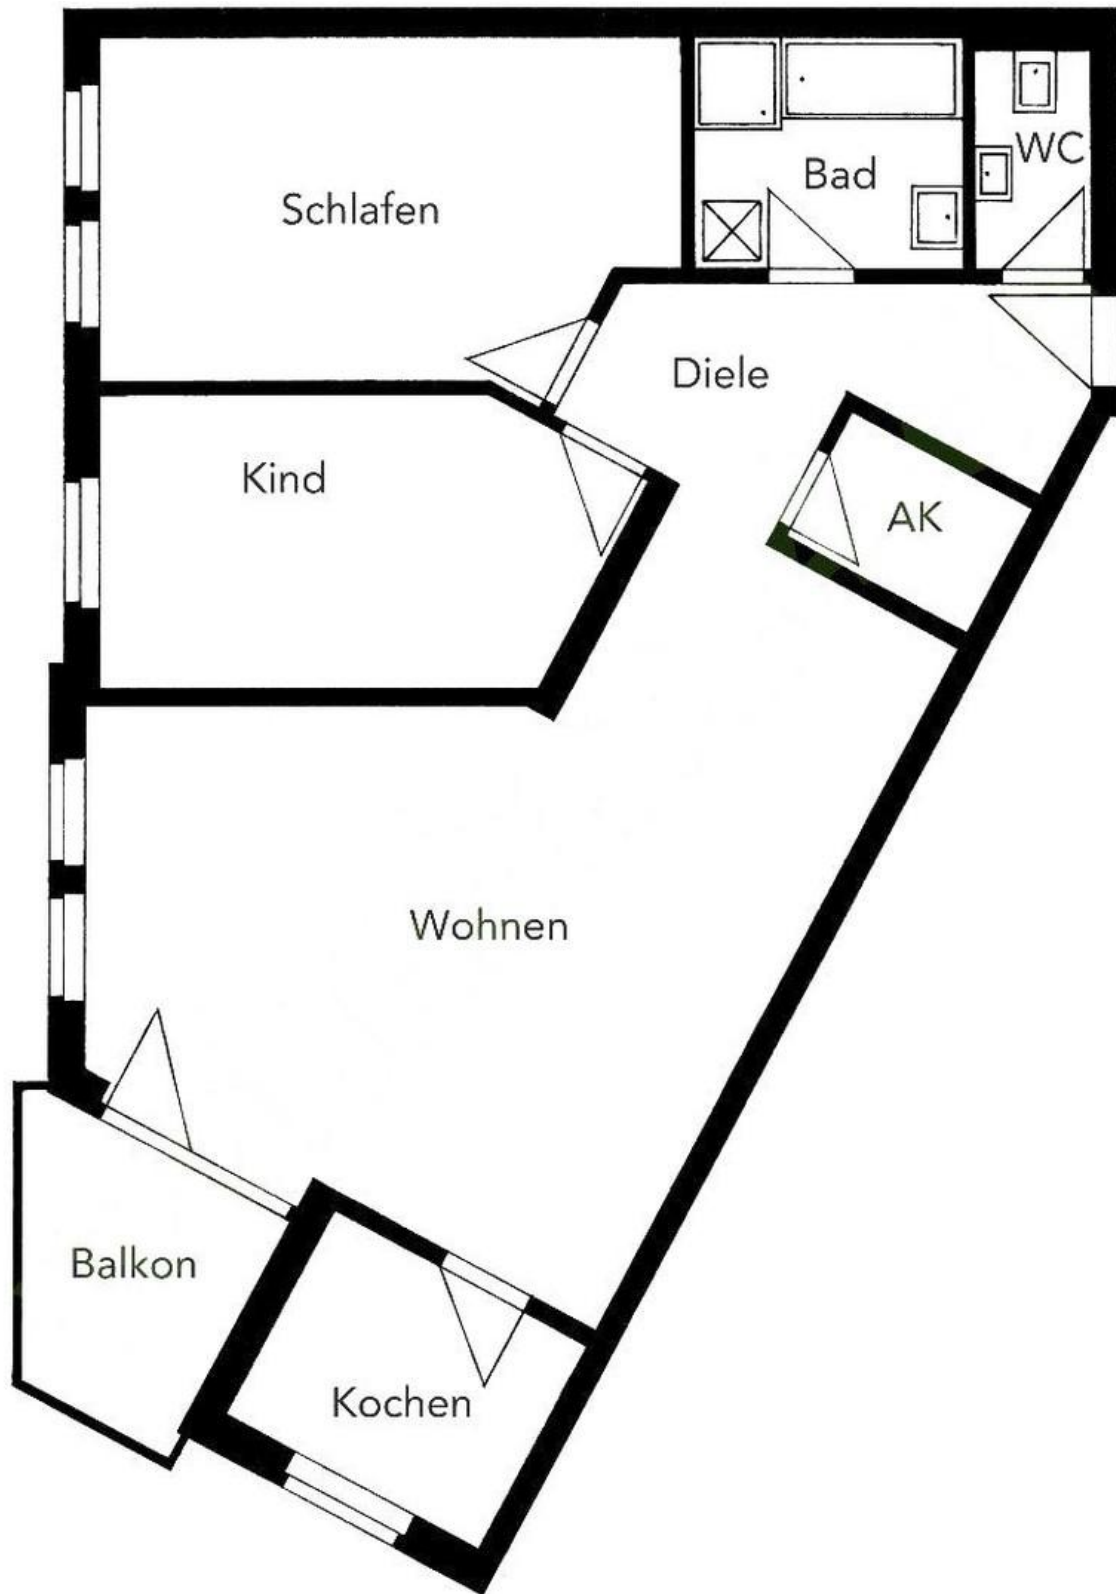 WC
Bad
Schlafen
Diele
Kind
AK
Wohnen
Balkon
Kochen